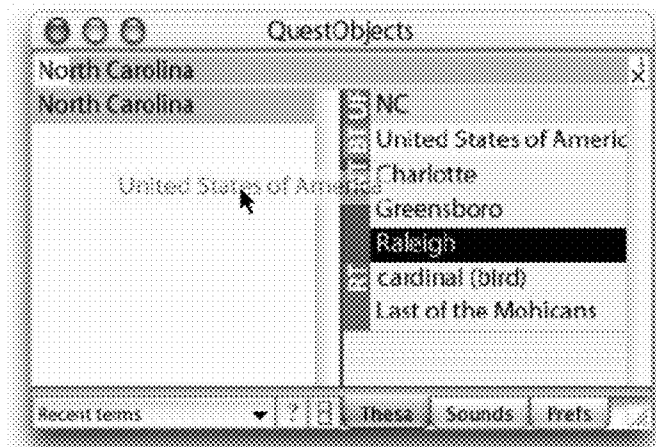 QuestObjects
North Carolina
North Carolina
NC
United States of Americ
United States of America
Charlotte
Greensboro
Raleigh
cardinal (bird)
Last of the Mohicans
Recent terms
?
Thesa
Sounds
Prefs